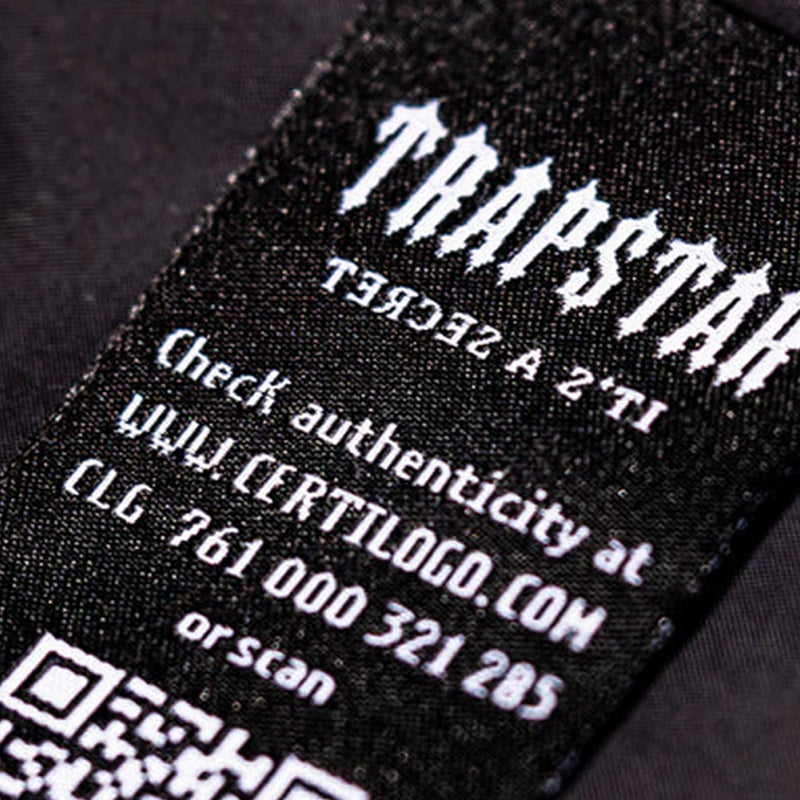 TRAPSTAR
IT'S A SECRET
Check authenticity at
WWW.CERTILOGO.COM
CLG 761 000 321 285
or scan